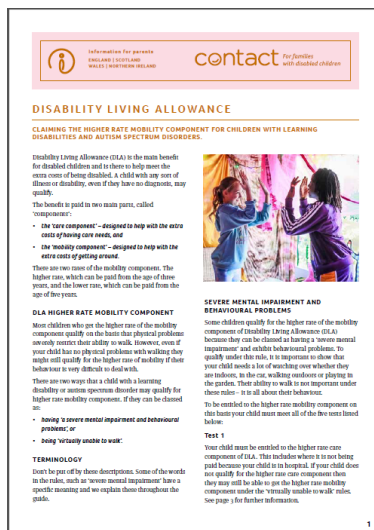 Information for parents
ENGLAND | SCOTLAND
WALES | NORTHERN IRELAND
contact
For families
with disabled children
DISABILITY LIVING ALLOWANCE
CLAIMING THE HIGHER RATE MOBILITY COMPONENT FOR CHILDREN WITH LEARNING
DISABILITIES AND AUTISM SPECTRUM DISORDERS.
Disability Living Allowance (DLA) is the main benefit
for disabled children and is there to help meet the
extra costs of being disabled. A child with any sort of
illness or disability, even if they have no diagnosis, may
qualify.
The benefit is paid in two main parts, called
'components':
• the 'care component' – designed to help with the extra
costs of having care needs, and
• the 'mobility component' – designed to help with the
extra costs of getting around.
There are two rates of the mobility component. The
higher rate, which can be paid from the age of three
years, and the lower rate, which can be paid from the
age of five years.
DLA HIGHER RATE MOBILITY COMPONENT
Most children who get the higher rate of the mobility
component qualify on the basis that physical problems
severely restrict their ability to walk. However, even if
your child has no physical problems with walking they
might still qualify for the higher rate of mobility if their
behaviour is very difficult to deal with.
There are two ways that a child with a learning
disability or autism spectrum disorder may qualify for
higher rate mobility component. If they can be classed
as:
• having 'a severe mental impairment and behavioural
problems'; or
• being 'virtually unable to walk'.
TERMINOLOGY
Don't be put off by these descriptions. Some of the words
in the rules, such as 'severe mental impairment' have a
specific meaning and we explain these throughout the
guide.
SEVERE MENTAL IMPAIRMENT AND
BEHAVIOURAL PROBLEMS
Some children qualify for the higher rate of the mobility
component of Disability Living Allowance (DLA)
because they can be classed as having a 'severe mental
impairment' and exhibit behavioural problems. To
qualify under this rule, it is important to show that
your child needs a lot of watching over whether they
are indoors, in the car, walking outdoors or playing in
the garden. Their ability to walk is not important under
these rules – it is all about their behaviour.
To be entitled to the higher rate mobility component on
this basis your child must meet all of the five tests listed
below:
Test 1
Your child must be entitled to the higher rate care
component of DLA. This includes where it is not being
paid because your child is in hospital. If your child does
not qualify for the higher rate care component then
they may still be able to get the higher rate mobility
component under the 'virtually unable to walk' rules.
See page 3 for further information.
1